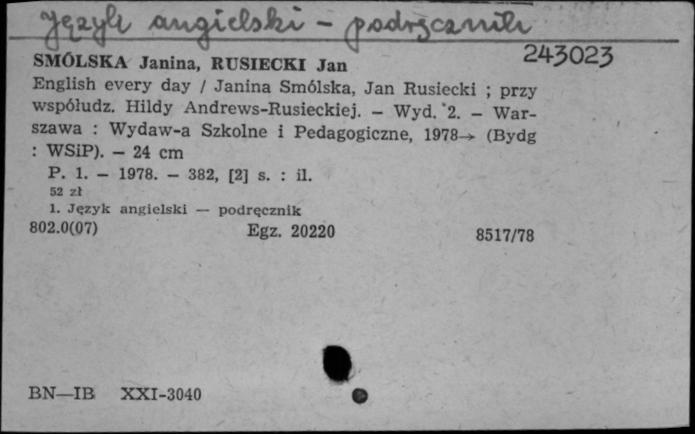 Język angielski - podręcznik
243023
SMÓLSKA Janina, RUSIECKI Jan
English every day / Janina Smólska, Jan Rusiecki ; przy
współudz. Hildy Andrews-Rusieckiej. — Wyd. 2. — War-
szawa : Wydaw-a Szkolne i Pedagogiczne, 1978→ (Bydg
: WSiP). — 24 cm
P. 1. — 1978. — 382, [2] s. : il.
52 zł
1. Język angielski — podręcznik
802.0(07) Egz. 20220 8517/78
BN—IB XXI-3040